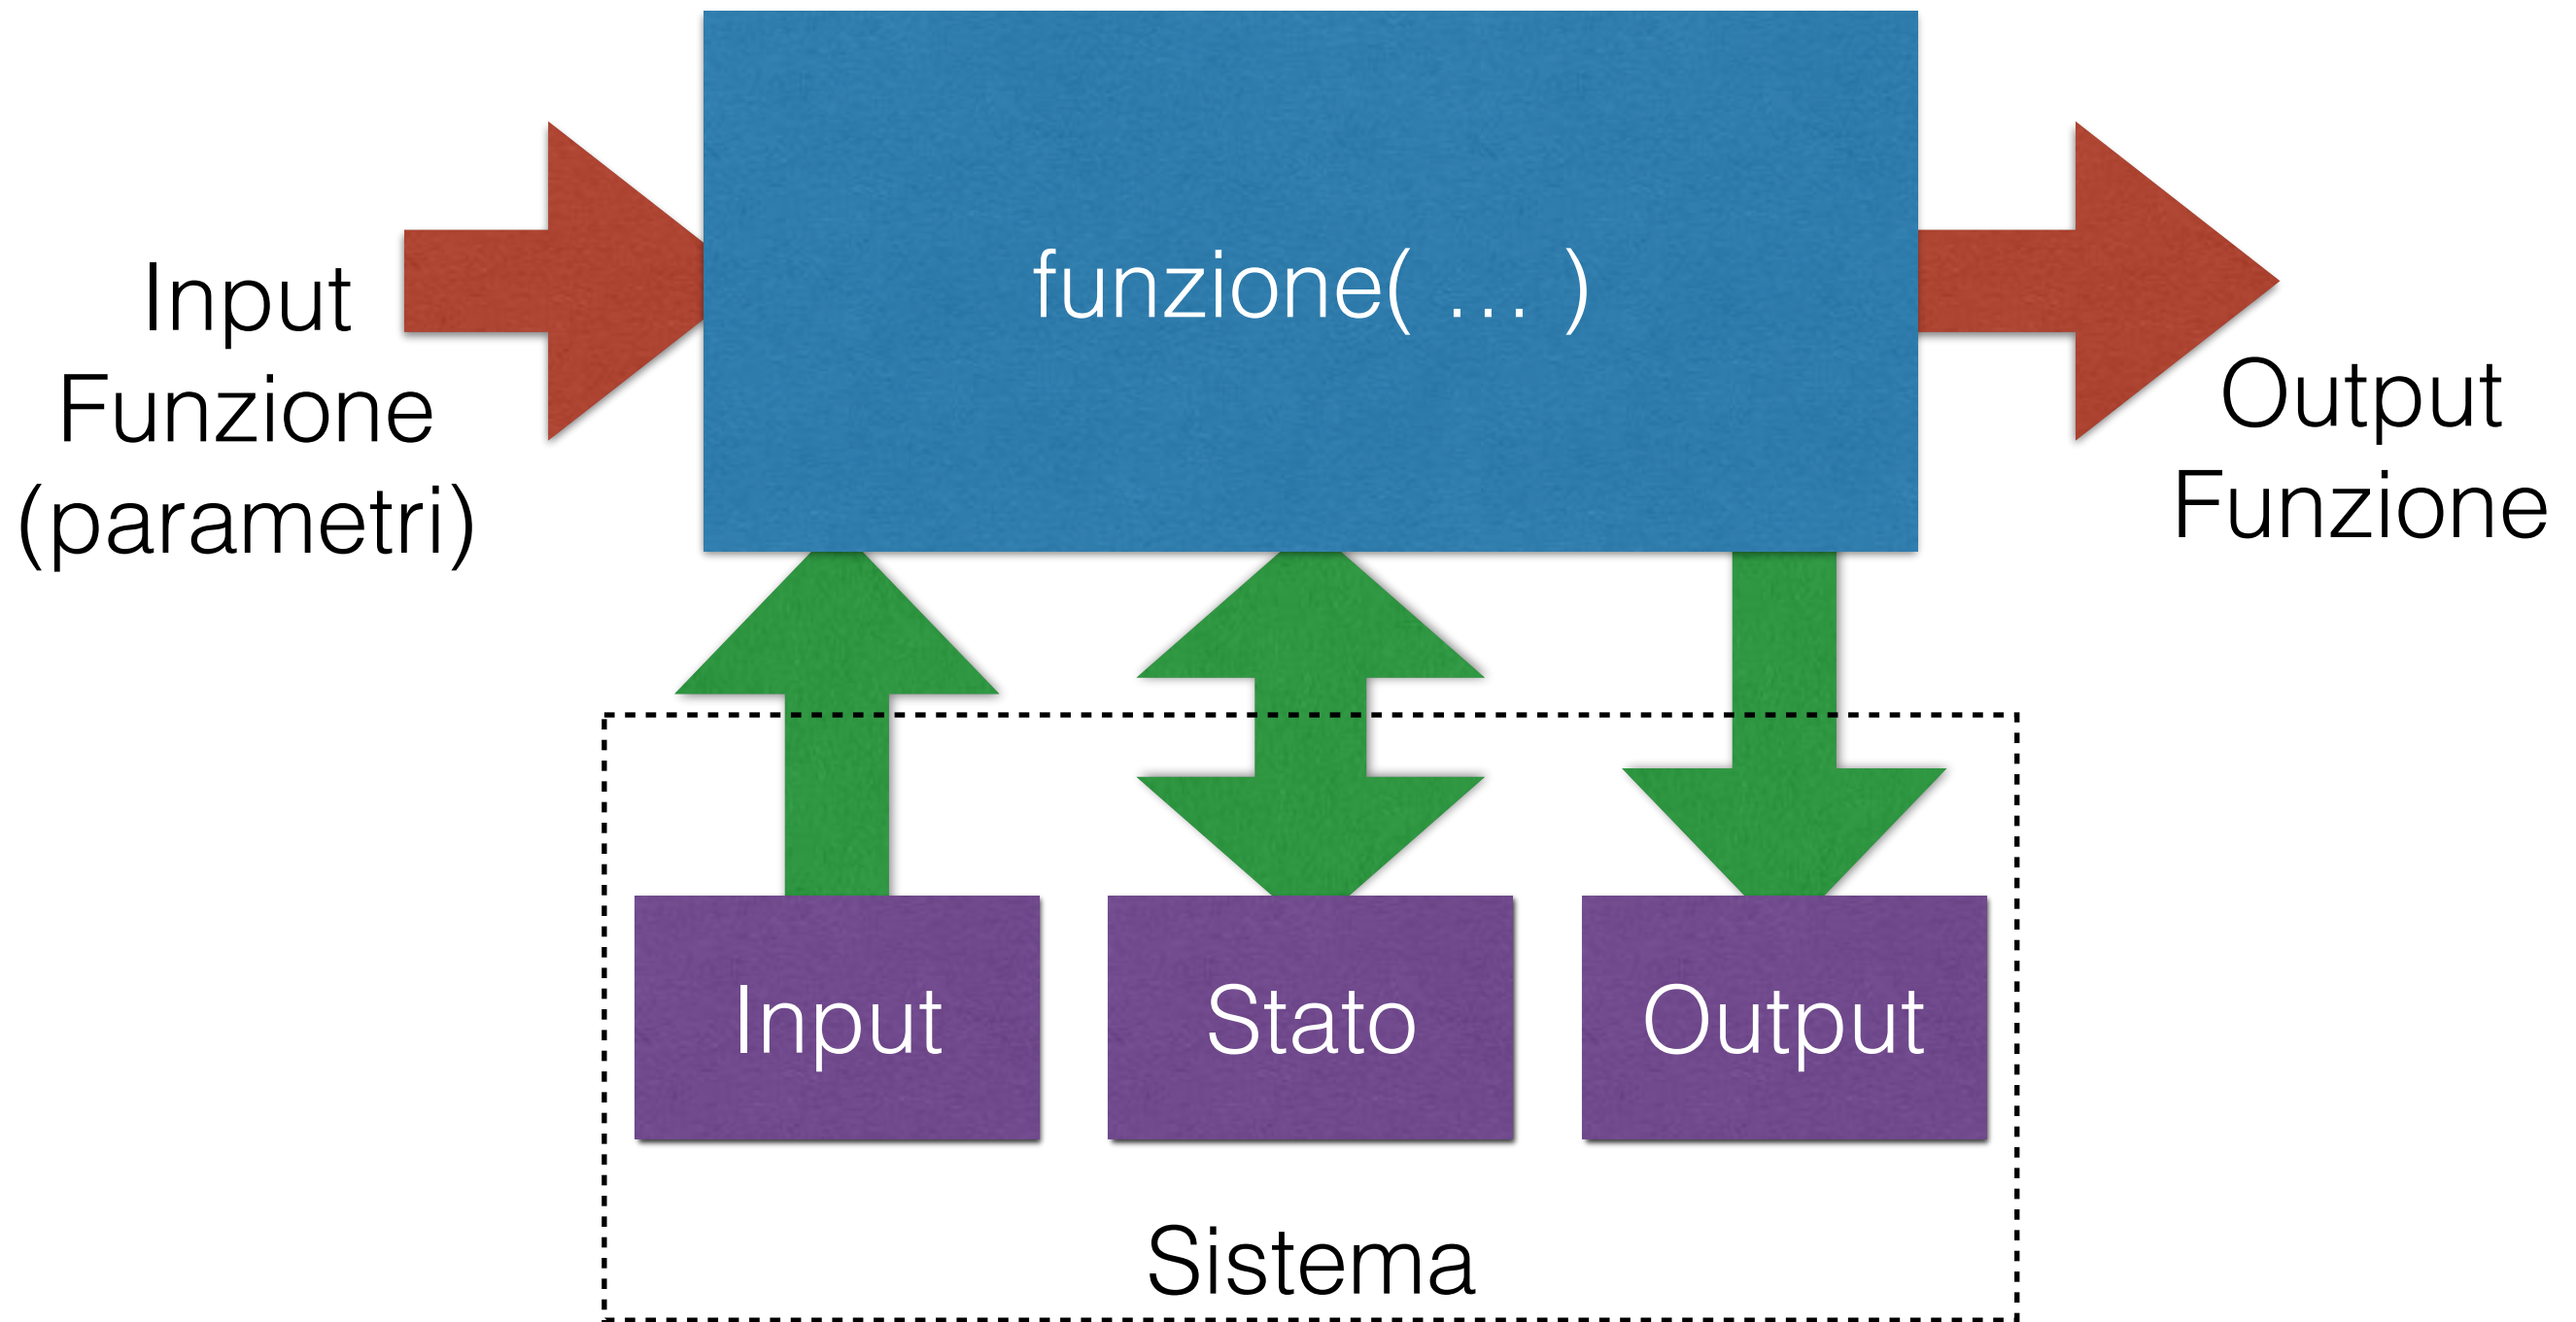 Input
Funzione
(parametri)
funzione( … )
Output
Funzione
Input
Stato
Output
Sistema